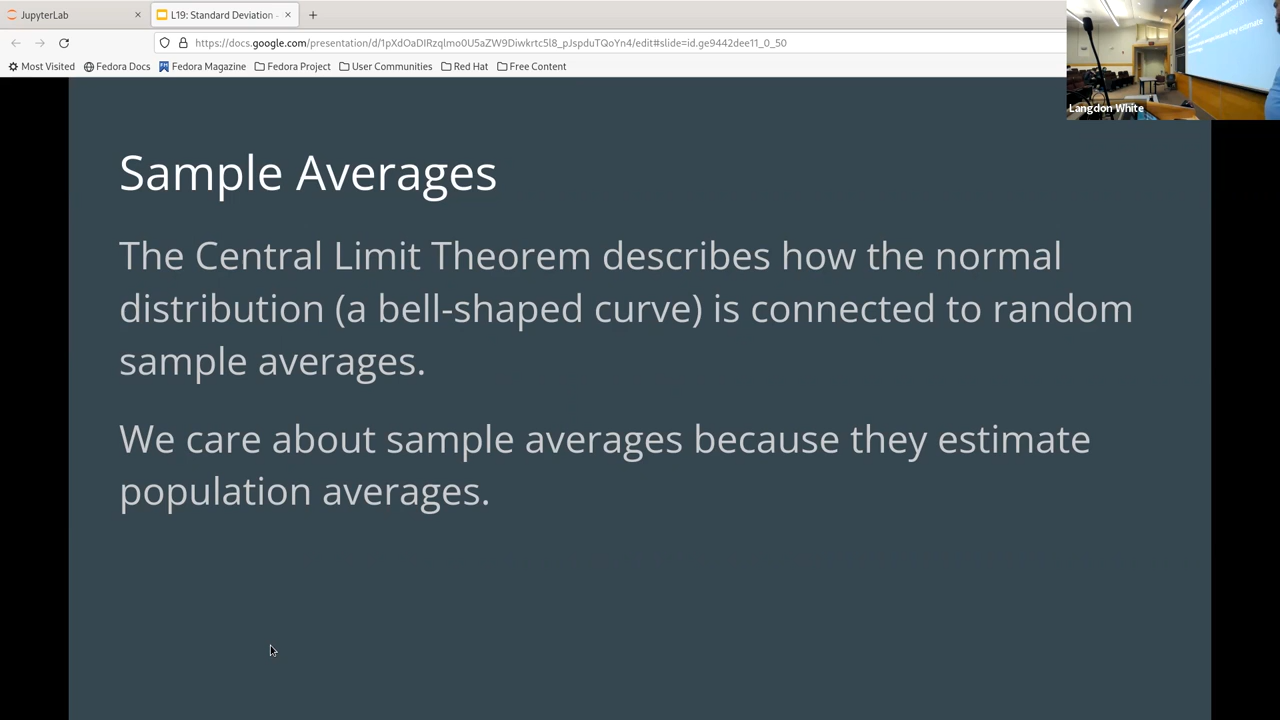 JupyterLab
L19: Standard Deviation -
https://docs.google.com/presentation/d/1pXdOaDIRzqlmo0U5aZW9Diwkrtc5l8_pJspduTQoYn4/edit#slide=id.ge9442dee11_0_50
Most Visited Fedora Docs Fedora Magazine Fedora Project User Communities Red Hat Free Content
Langdon White
Sample Averages
The Central Limit Theorem describes how the normal
distribution (a bell-shaped curve) is connected to random
sample averages.
We care about sample averages because they estimate
population averages.